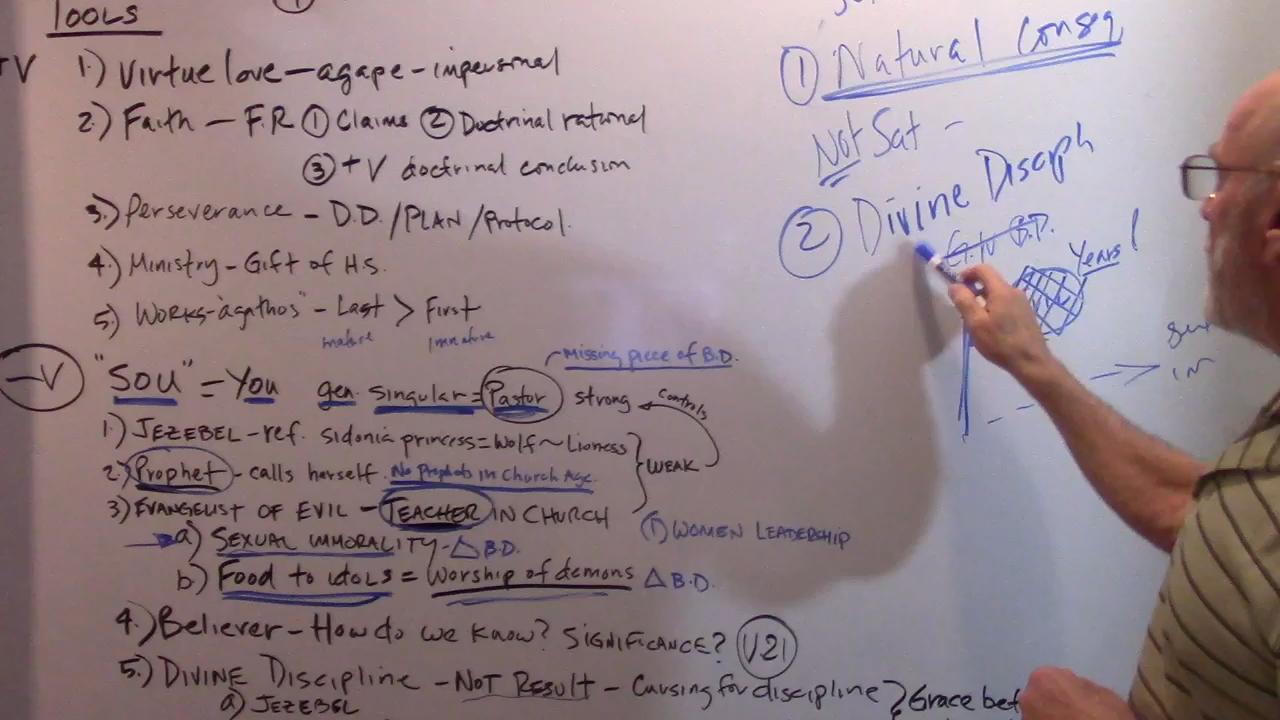 TOOLS
+V
1.) Virtue love - agape - impersonal
2.) Faith - F.R ① Claims ② Doctrinal rational
③ + V doctrinal conclusion
3.) Perseverance - D.D./PLAN/Protocol.
4.) Ministry - Gift of H.S.
5) Works - "agathos" - Last > First
mature immature
-V
"SOU" = You gen. singular = Pastor strong controls
Missing piece of B.D.
1.) JEZEBEL - ref. Sidonia princess = Wolf ~ Lioness
2.) Prophet - calls herself. No Prophets in Church Age.
WEAK
3) EVANGELIST OF EVIL - TEACHER IN CHURCH
① WOMEN LEADERSHIP
a) SEXUAL IMMORALITY - △ B.D.
b) Food to idols = Worship of demons △ B.D.
4.) Believer - How do we know? SIGNIFICANCE? V21
5.) DIVINE Discipline - NOT RESULT - Cursing for discipline } Grace bef
a) JEZEBEL
① Natural Conseq
Not Sat -
② Divine Discipl
B.D.
Years!
in